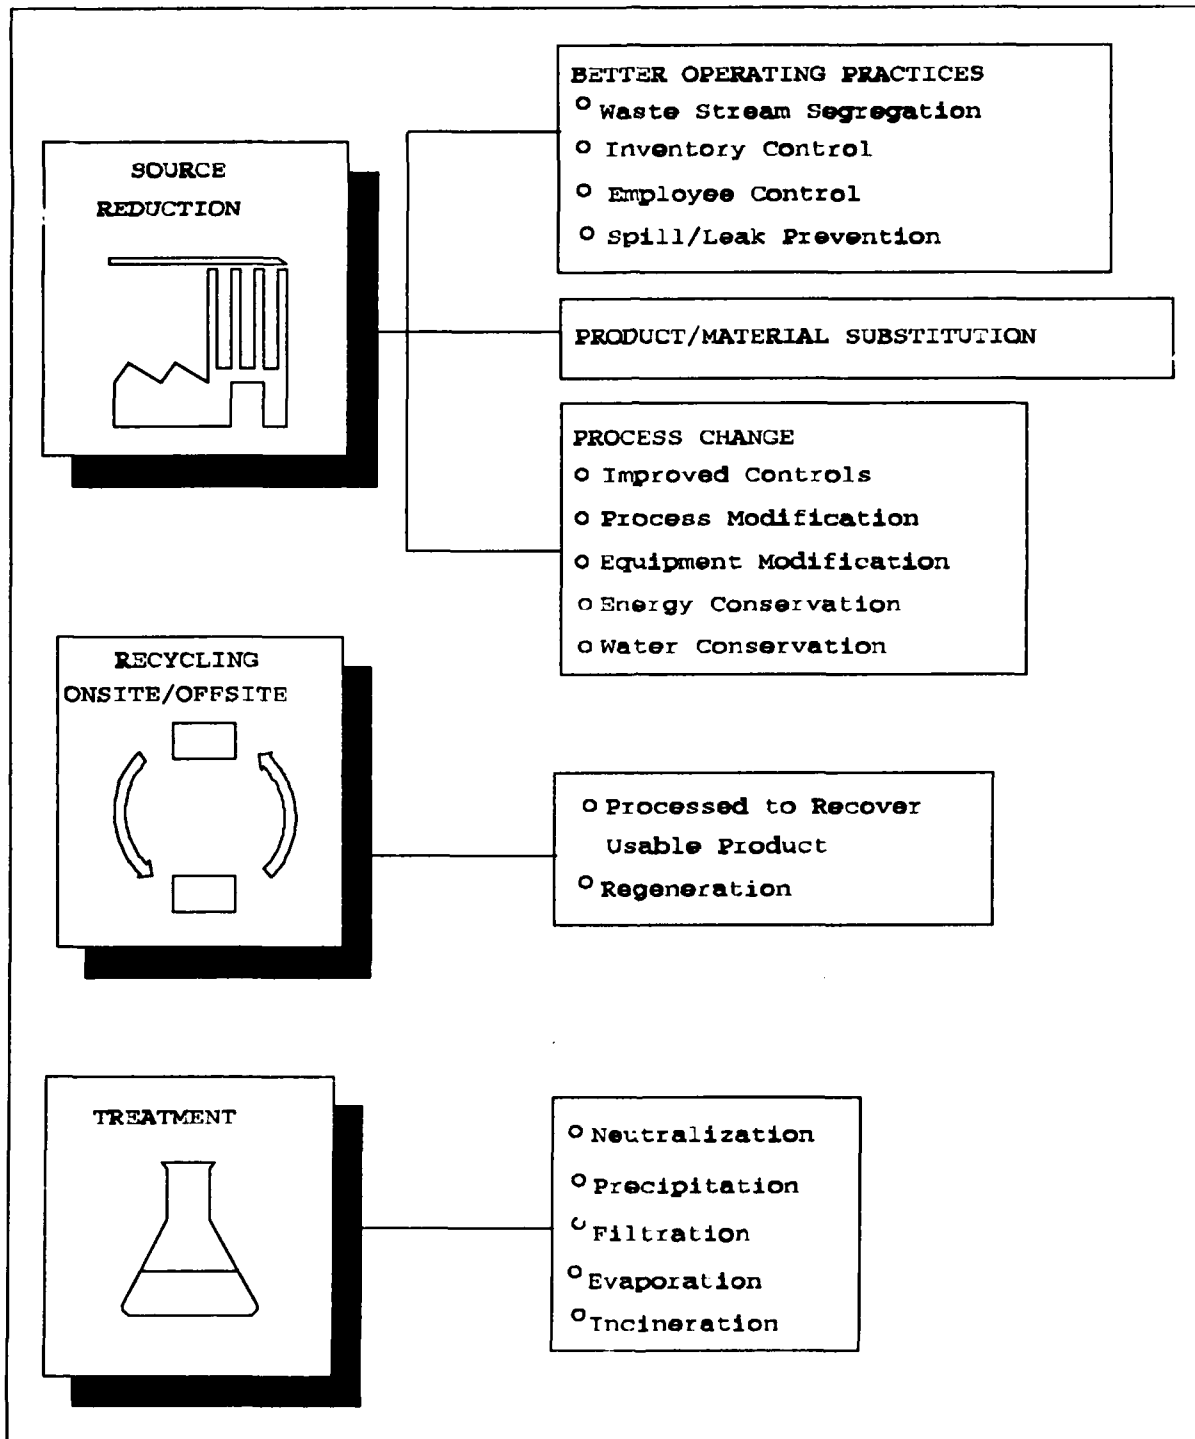 SOURCE
REDUCTION
BETTER OPERATING PRACTICES
o Waste Stream Segregation
o Inventory Control
o Employee Control
o Spill/Leak Prevention
PRODUCT/MATERIAL SUBSTITUTION
PROCESS CHANGE
o Improved Controls
o Process Modification
o Equipment Modification
o Energy Conservation
o Water Conservation
RECYCLING
ONSITE/OFFSITE
o Processed to Recover
Usable Product
o Regeneration
TREATMENT
o Neutralization
o Precipitation
o Filtration
o Evaporation
o Incineration